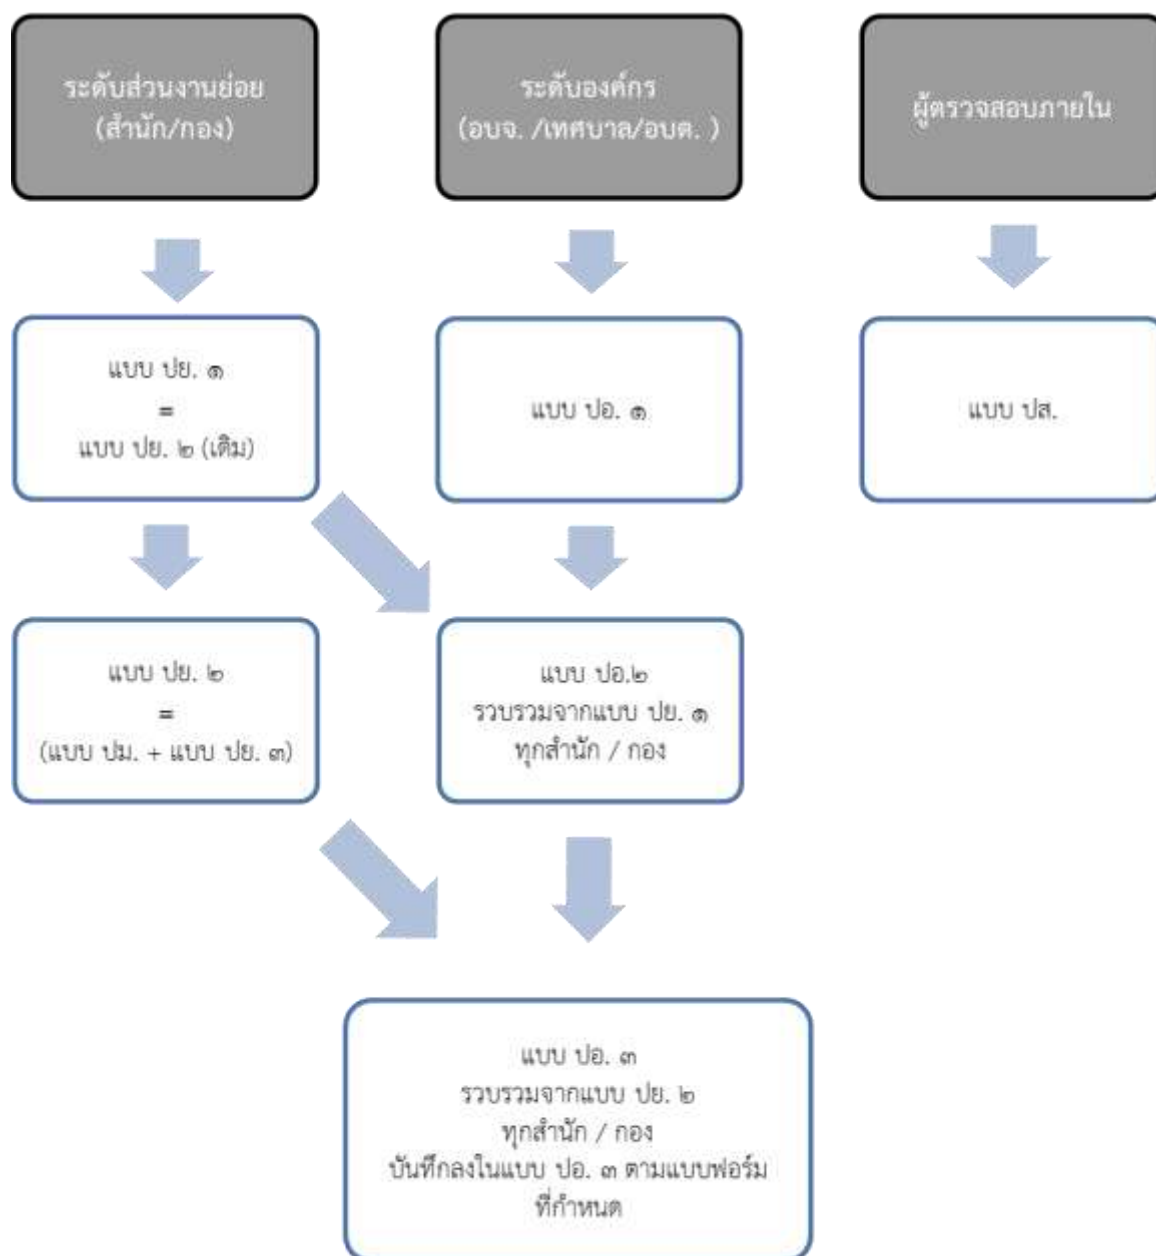 ระดับส่วนงานย่อย
(สำนัก/กอง)
ระดับองค์กร
(อบจ. /เทศบาล/อบต. )
ผู้ตรวจสอบภายใน
แบบ ปย. ๑
=
แบบ ปย. ๒ (เดิม)
แบบ ปอ. ๑
แบบ ปส.
แบบ ปย. ๒
=
(แบบ ปม. + แบบ ปย. ๓)
แบบ ปอ.๒
รวบรวมจากแบบ ปย. ๑
ทุกสำนัก / กอง
แบบ ปอ. ๓
รวบรวมจากแบบ ปย. ๒
ทุกสำนัก / กอง
บันทึกลงในแบบ ปอ. ๓ ตามแบบฟอร์ม
ที่กำหนด